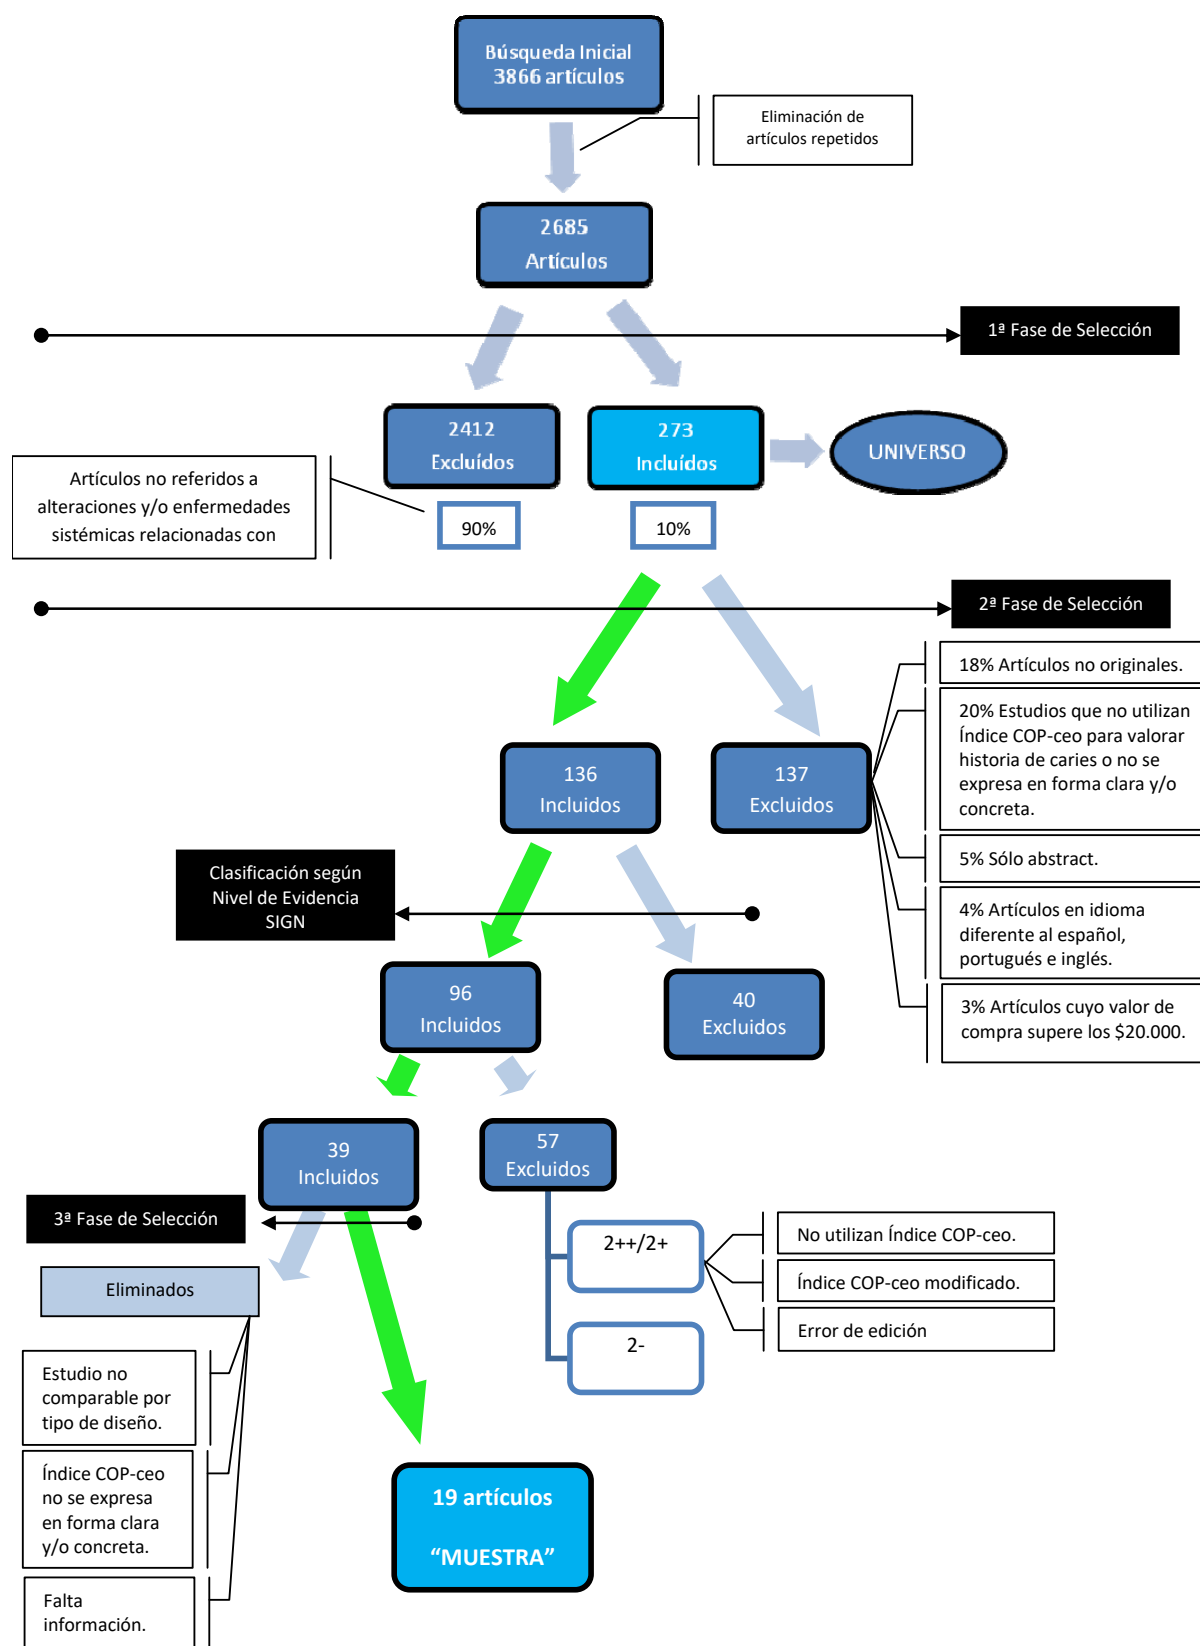 Búsqueda Inicial
3866 artículos
Eliminación de
artículos repetidos
2685
Artículos
1ª Fase de Selección
2412
Excluídos
273
Incluídos
UNIVERSO
Artículos no referidos a
alteraciones y/o enfermedades
sistémicas relacionadas con
90%
10%
2ª Fase de Selección
18% Artículos no originales.
20% Estudios que no utilizan
Índice COP-ceo para valorar
historia de caries o no se
expresa en forma clara y/o
concreta.
136
Incluidos
137
Excluidos
5% Sólo abstract.
Clasificación según
Nivel de Evidencia
SIGN
4% Artículos en idioma
diferente al español,
portugués e inglés.
96
Incluidos
40
Excluidos
3% Artículos cuyo valor de
compra supere los $20.000.
39
Incluidos
57
Excluidos
3ª Fase de Selección
2++/2+
No utilizan Índice COP-ceo.
Índice COP-ceo modificado.
Error de edición
Eliminados
2-
Estudio no
comparable por
tipo de diseño.
Índice COP-ceo
no se expresa
en forma clara
y/o concreta.
19 artículos
“MUESTRA”
Falta
información.